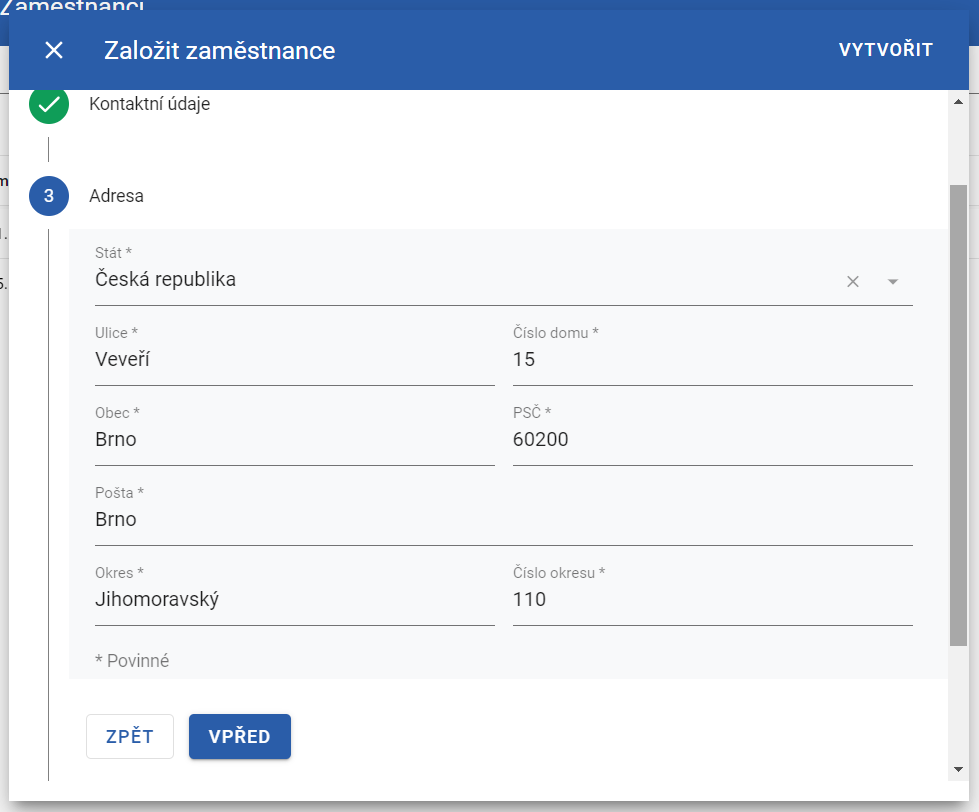 Zaměstnanci
Založit zaměstnance
VYTVOŘIT
Kontaktní údaje
3 Adresa
Stát *
Česká republika
Ulice * Číslo domu *
Veveří 15
Obec * PSČ *
Brno 60200
Pošta *
Brno
Okres * Číslo okresu *
Jihomoravský 110
* Povinné
ZPĚT VPŘED